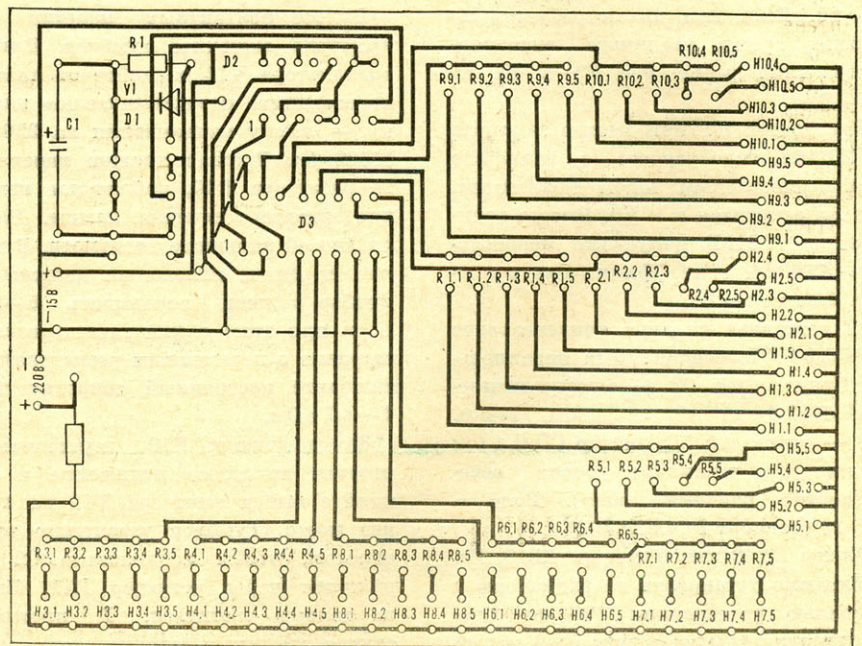 R1
D2
V1
D1
C1
+
1
D3
1
+
15В
−
−
220В
+
R10,4 R10,5
R9,1 R9,2 R9,3 R9,4 R9,5 R10,1 R10,2 R10,3
H10,4
H10,5
H10,3
H10,2
H10,1
H9,5
H9,4
H9,3
H9,2
H9,1
H2.4
R1,1 R1,2 R1,3 R1,4 R1,5 R2,1 R2,2 R2,3
R2,4 R2,5
H2,5
H2,3
H2,2
H2,1
H1,5
H1,4
H1,3
H1,2
H1,1
H5,5
R5,1 R5,2 R5,3 R5,4 R5,5
H5,4
H5,3
H5,2
H5,1
R6,1 R6,2 R6,3 R6,4 R6,5
R3,1 R3,2 R3,3 R3,4 R3,5 R4,1 R4,2 R4,3 R4,4 R4,5 R8,1 R8,2 R8,3 R8,4 R8,5 R7,1 R7,2 R7,3 R7,4 R7,5
H3,1 H3.2 H3,3 H3,4 H3.5 H4,1 H4,2 H4,3 H4,4 H4,5 H8,1 H8,2 H8,3 H8,4 H8,5 H6,1 H6,2 H6,3 H6,4 H6,5 H7,1 H7,2 H7,3 H7,4 H7.5